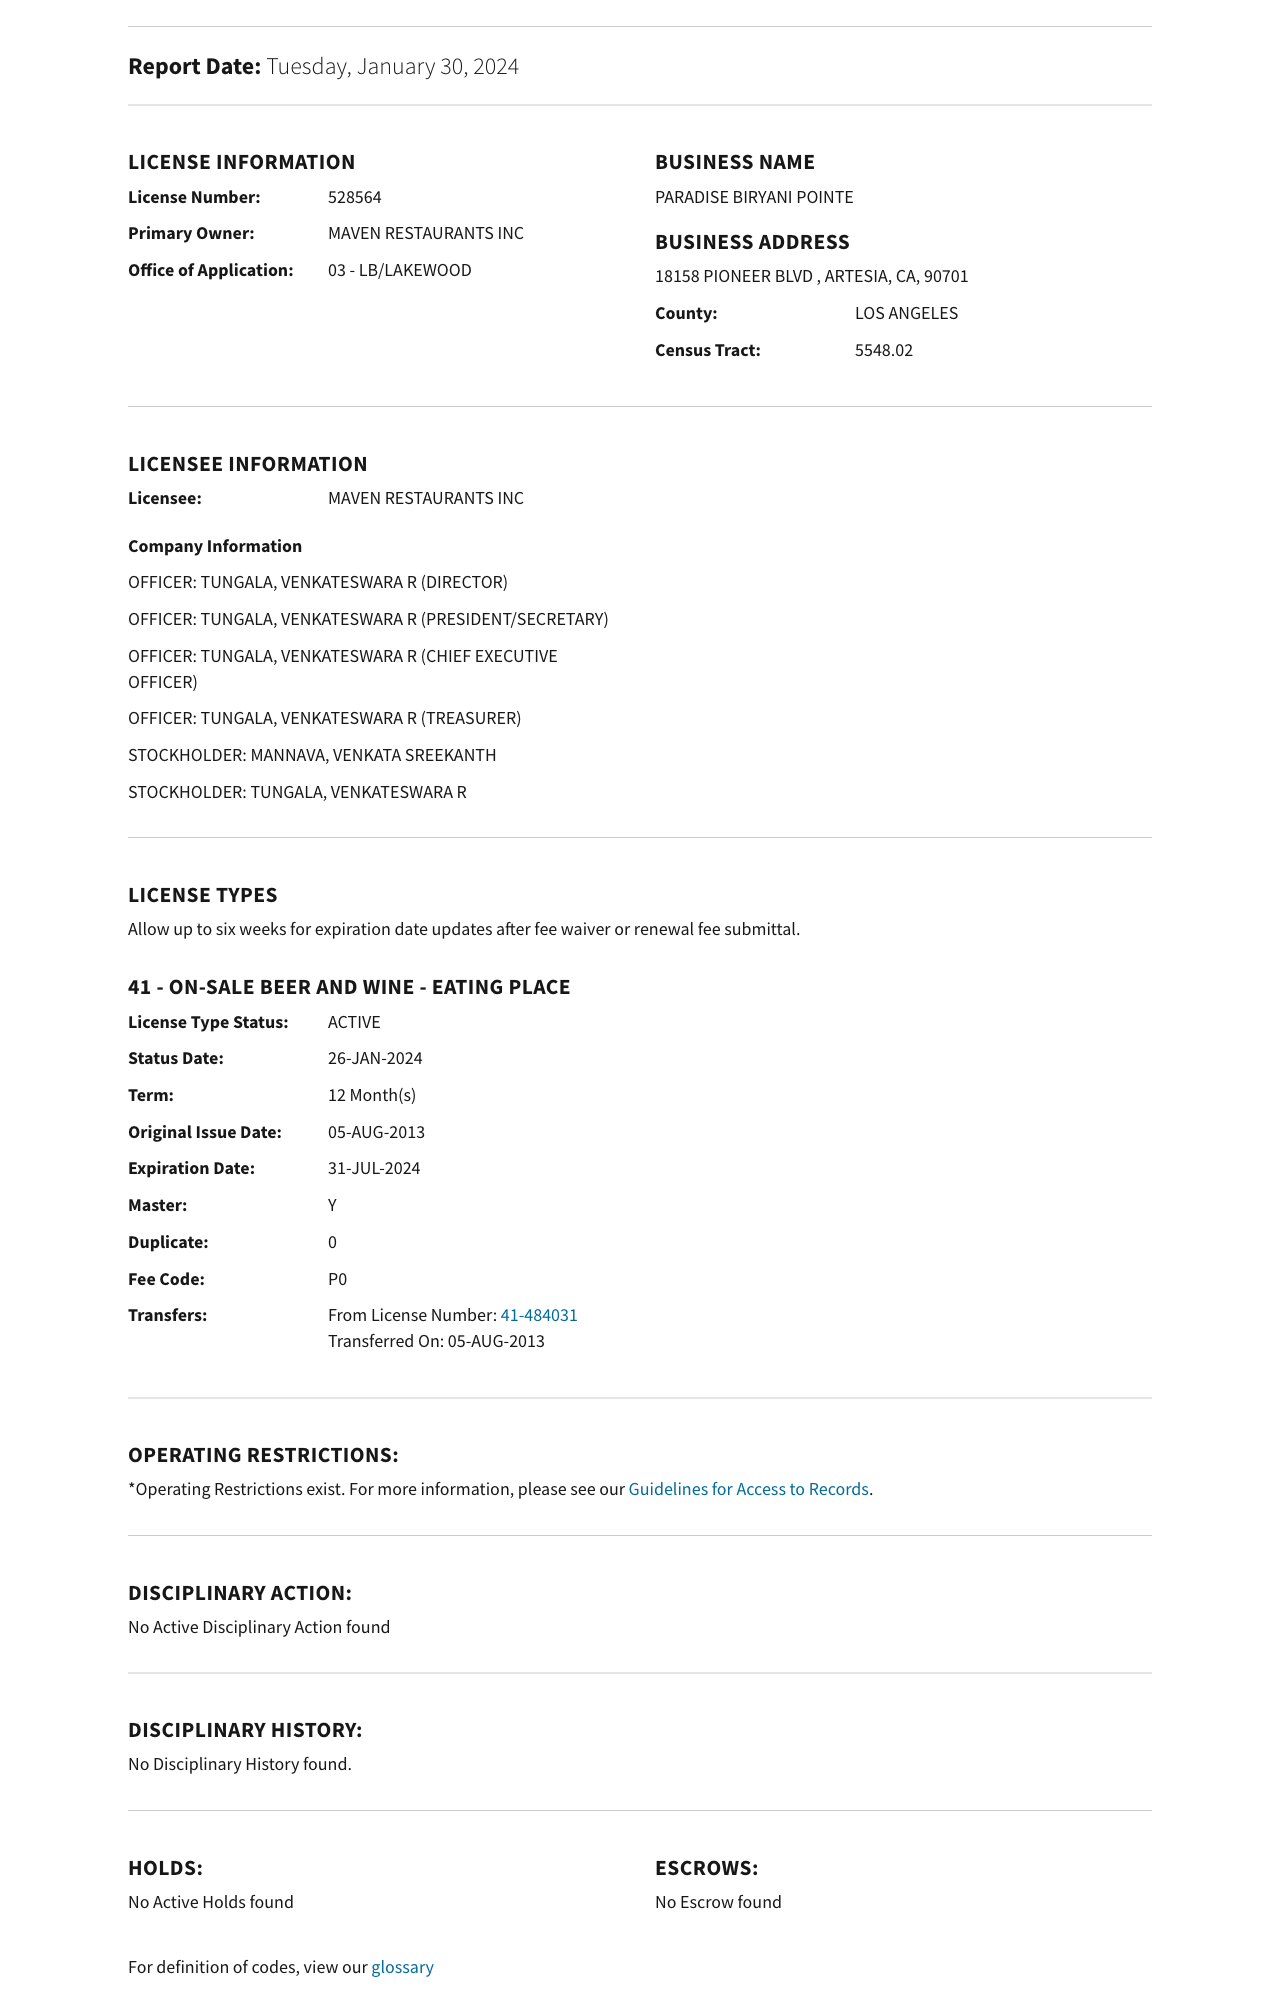 Report Date: Tuesday, January 30, 2024
LICENSE INFORMATION
License Number: 528564
Primary Owner: MAVEN RESTAURANTS INC
Office of Application: 03 - LB/LAKEWOOD
BUSINESS NAME
PARADISE BIRYANI POINTE
BUSINESS ADDRESS
18158 PIONEER BLVD , ARTESIA, CA, 90701
County: LOS ANGELES
Census Tract: 5548.02
LICENSEE INFORMATION
Licensee: MAVEN RESTAURANTS INC
Company Information
OFFICER: TUNGALA, VENKATESWARA R (DIRECTOR)
OFFICER: TUNGALA, VENKATESWARA R (PRESIDENT/SECRETARY)
OFFICER: TUNGALA, VENKATESWARA R (CHIEF EXECUTIVE
OFFICER)
OFFICER: TUNGALA, VENKATESWARA R (TREASURER)
STOCKHOLDER: MANNAVA, VENKATA SREEKANTH
STOCKHOLDER: TUNGALA, VENKATESWARA R
LICENSE TYPES
Allow up to six weeks for expiration date updates after fee waiver or renewal fee submittal.
41 - ON-SALE BEER AND WINE - EATING PLACE
License Type Status: ACTIVE
Status Date: 26-JAN-2024
Term: 12 Month(s)
Original Issue Date: 05-AUG-2013
Expiration Date: 31-JUL-2024
Master: Y
Duplicate: 0
Fee Code: P0
Transfers: From License Number: 41-484031
Transferred On: 05-AUG-2013
OPERATING RESTRICTIONS:
*Operating Restrictions exist. For more information, please see our Guidelines for Access to Records.
DISCIPLINARY ACTION:
No Active Disciplinary Action found
DISCIPLINARY HISTORY:
No Disciplinary History found.
HOLDS:
No Active Holds found
ESCROWS:
No Escrow found
For definition of codes, view our glossary